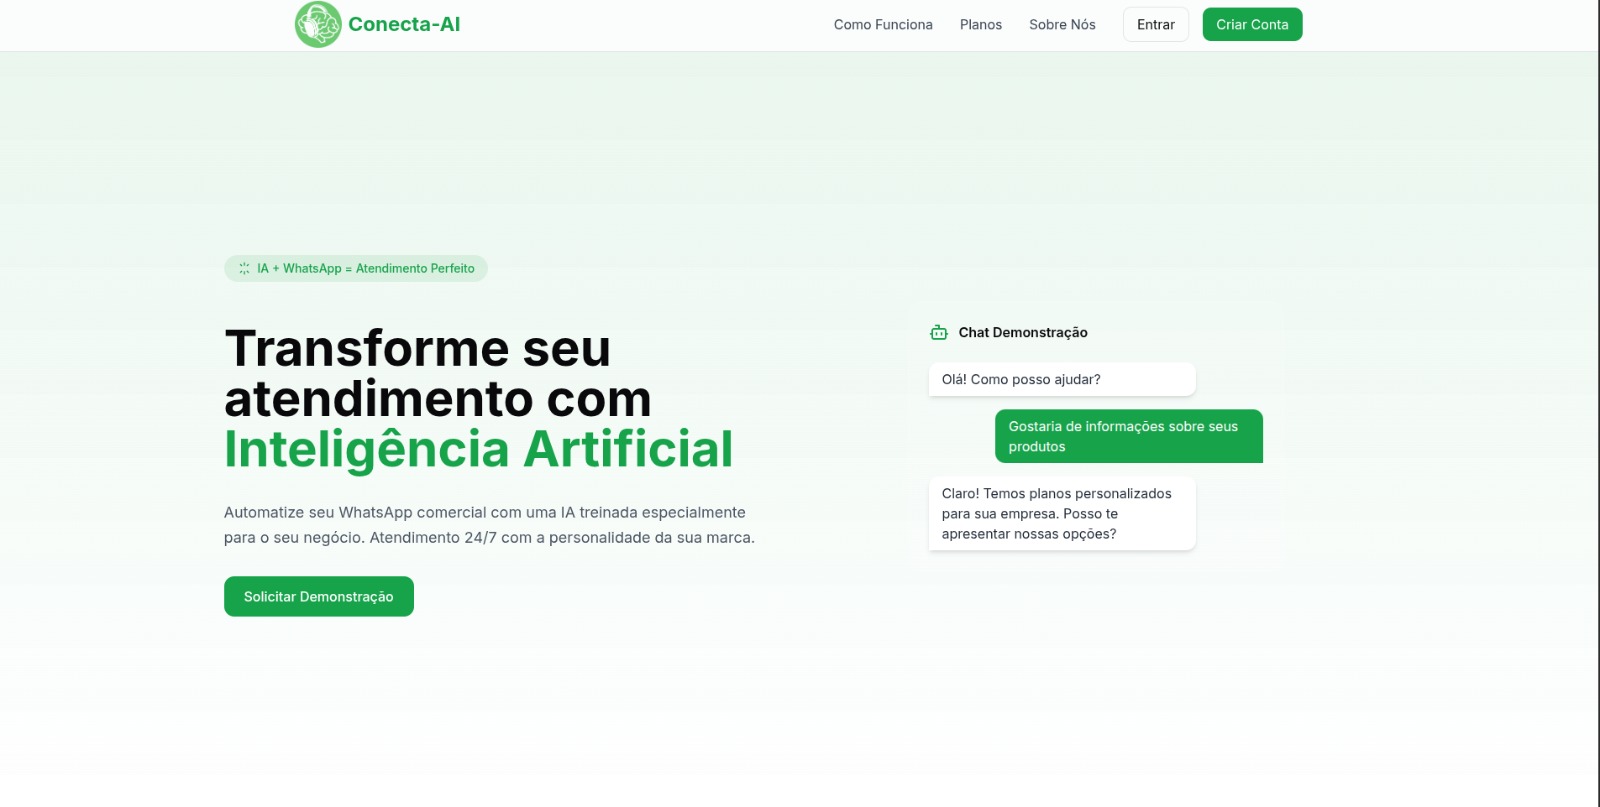 Conecta-AI
Como Funciona
Planos
Sobre Nós
Entrar
Criar Conta
IA + WhatsApp = Atendimento Perfeito
Transforme seu
atendimento com
Inteligência Artificial
Automatize seu WhatsApp comercial com uma IA treinada especialmente
para o seu negócio. Atendimento 24/7 com a personalidade da sua marca.
Solicitar Demonstração
Chat Demonstração
Olá! Como posso ajudar?
Gostaria de informações sobre seus
produtos
Claro! Temos planos personalizados
para sua empresa. Posso te
apresentar nossas opções?